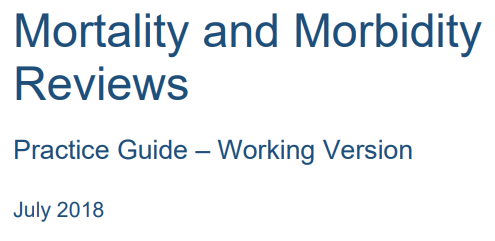 Mortality and Morbidity
Reviews
Practice Guide – Working Version
July 2018